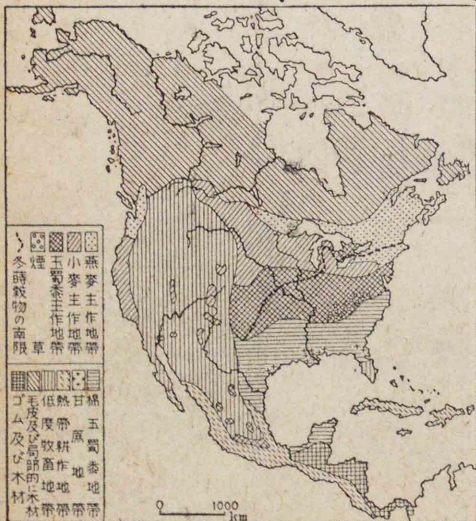 燕麥主作地帶
小麥主作地帶
玉蜀黍主作地帶
煙草
冬蒔穀物の南限
棉玉蜀黍地帶
甘蔗地帶
熱帶耕作地帶
低度牧畜地帶
毛皮及び局部的に木材
ゴム及び木材
0 1000
km